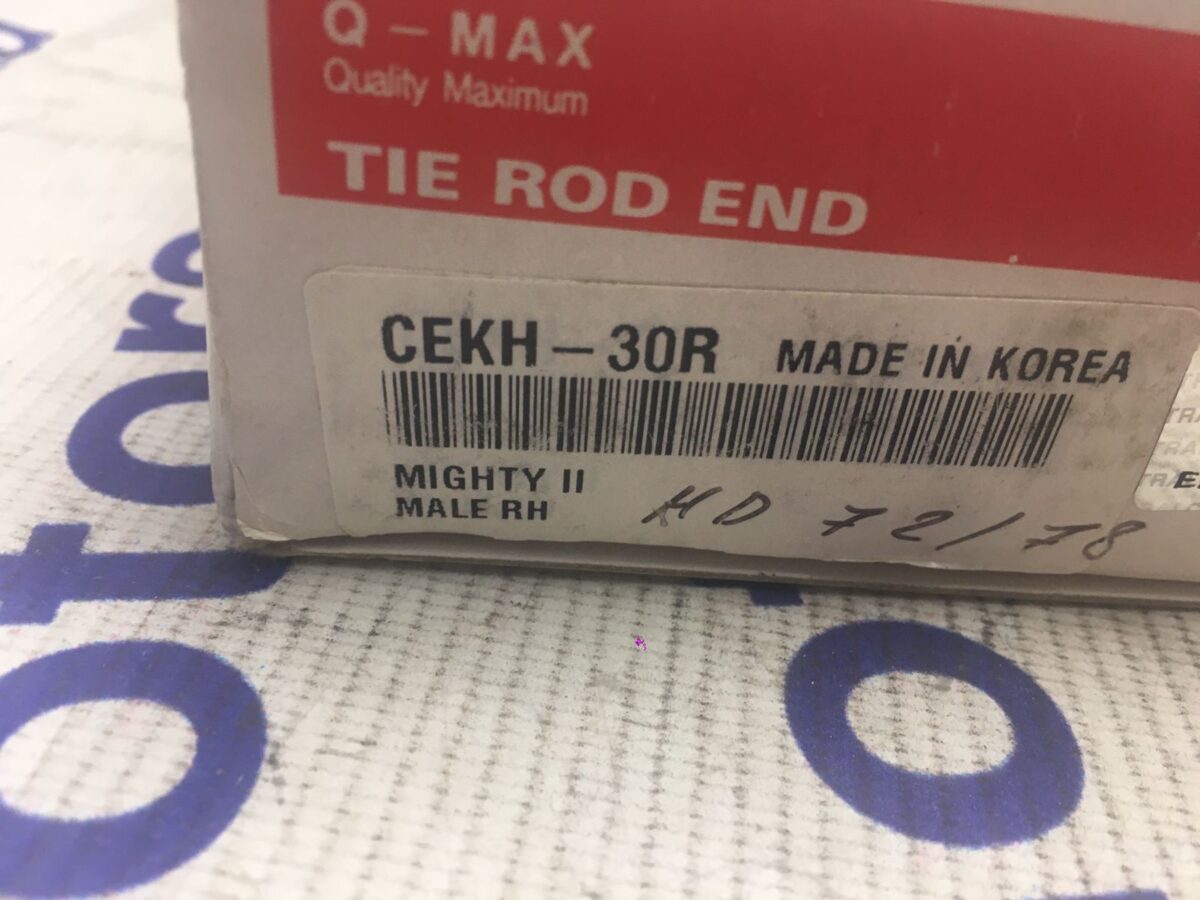 Q - MAX
Quality Maximum
TIE ROD END
CEKH - 30R MADE IN KOREA
MIGHTY II
MALE RH
HD 72/78